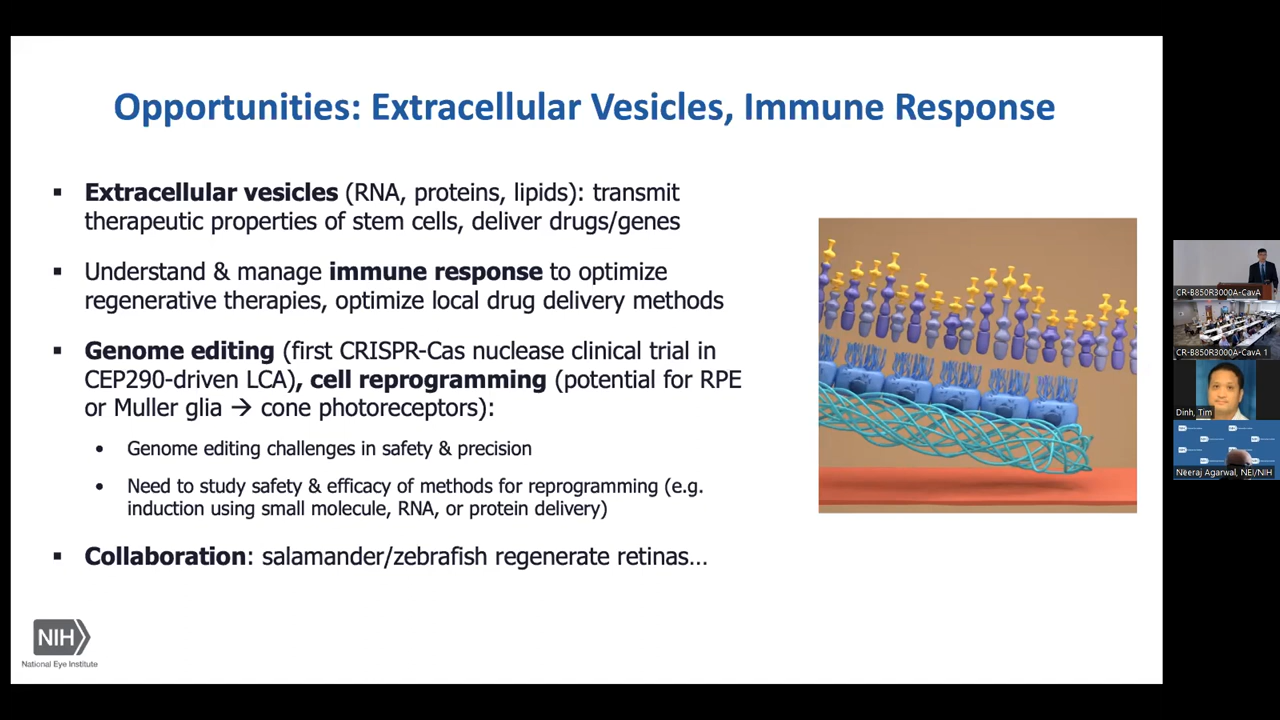 Opportunities: Extracellular Vesicles, Immune Response
▪ Extracellular vesicles (RNA, proteins, lipids): transmit
therapeutic properties of stem cells, deliver drugs/genes
▪ Understand & manage immune response to optimize
regenerative therapies, optimize local drug delivery methods
▪ Genome editing (first CRISPR-Cas nuclease clinical trial in
CEP290-driven LCA), cell reprogramming (potential for RPE
or Muller glia → cone photoreceptors):
• Genome editing challenges in safety & precision
• Need to study safety & efficacy of methods for reprogramming (e.g.
induction using small molecule, RNA, or protein delivery)
▪ Collaboration: salamander/zebrafish regenerate retinas...
NIH
National Eye Institute
CR-B850R3000A-CavA
CR-B850R3000A-CavA 1
Dinh, Tim
Neeraj Agarwal, NEI/NIH